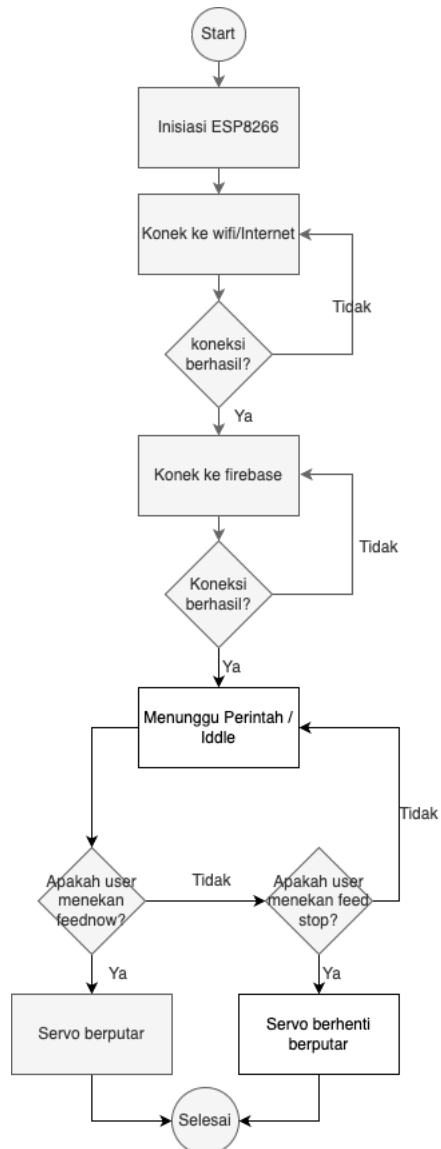 Start
Inisiasi ESP8266
Konek ke wifi/Internet
Tidak
koneksi
berhasil?
Ya
Konek ke firebase
Tidak
Koneksi
berhasil?
Ya
Menunggu Perintah /
Iddle
Tidak
Apakah user
menekan
feednow?
Tidak
Apakah user
menekan feed
stop?
Ya
Ya
Servo berputar
Servo berhenti
berputar
Selesai